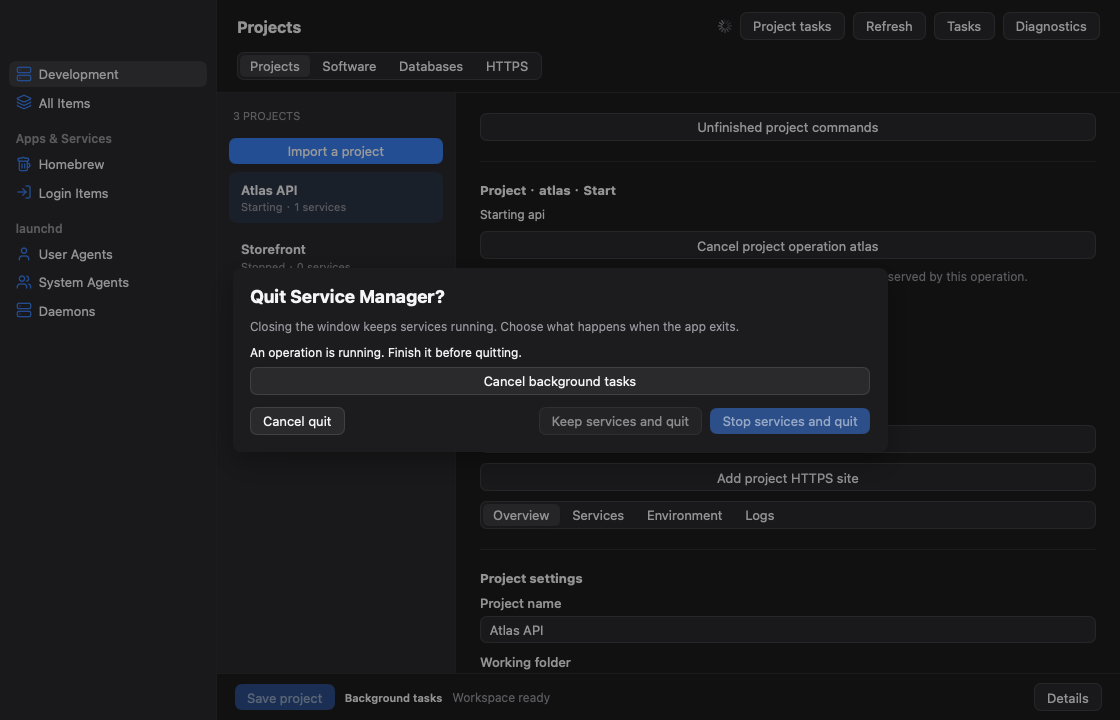 Projects
Project tasks
Refresh
Tasks
Diagnostics
Projects
Software
Databases
HTTPS
Development
All Items
Apps & Services
Homebrew
Login Items
launchd
User Agents
System Agents
Daemons
3 PROJECTS
Import a project
Atlas API
Starting · 1 services
Storefront
Stopped · 0 services
Unfinished project commands
Project · atlas · Start
Starting api
Cancel project operation atlas
served by this operation.
Quit Service Manager?
Closing the window keeps services running. Choose what happens when the app exits.
An operation is running. Finish it before quitting.
Cancel background tasks
Cancel quit
Keep services and quit
Stop services and quit
Add project HTTPS site
Overview
Services
Environment
Logs
Project settings
Project name
Atlas API
Working folder
Save project
Background tasks
Workspace ready
Details